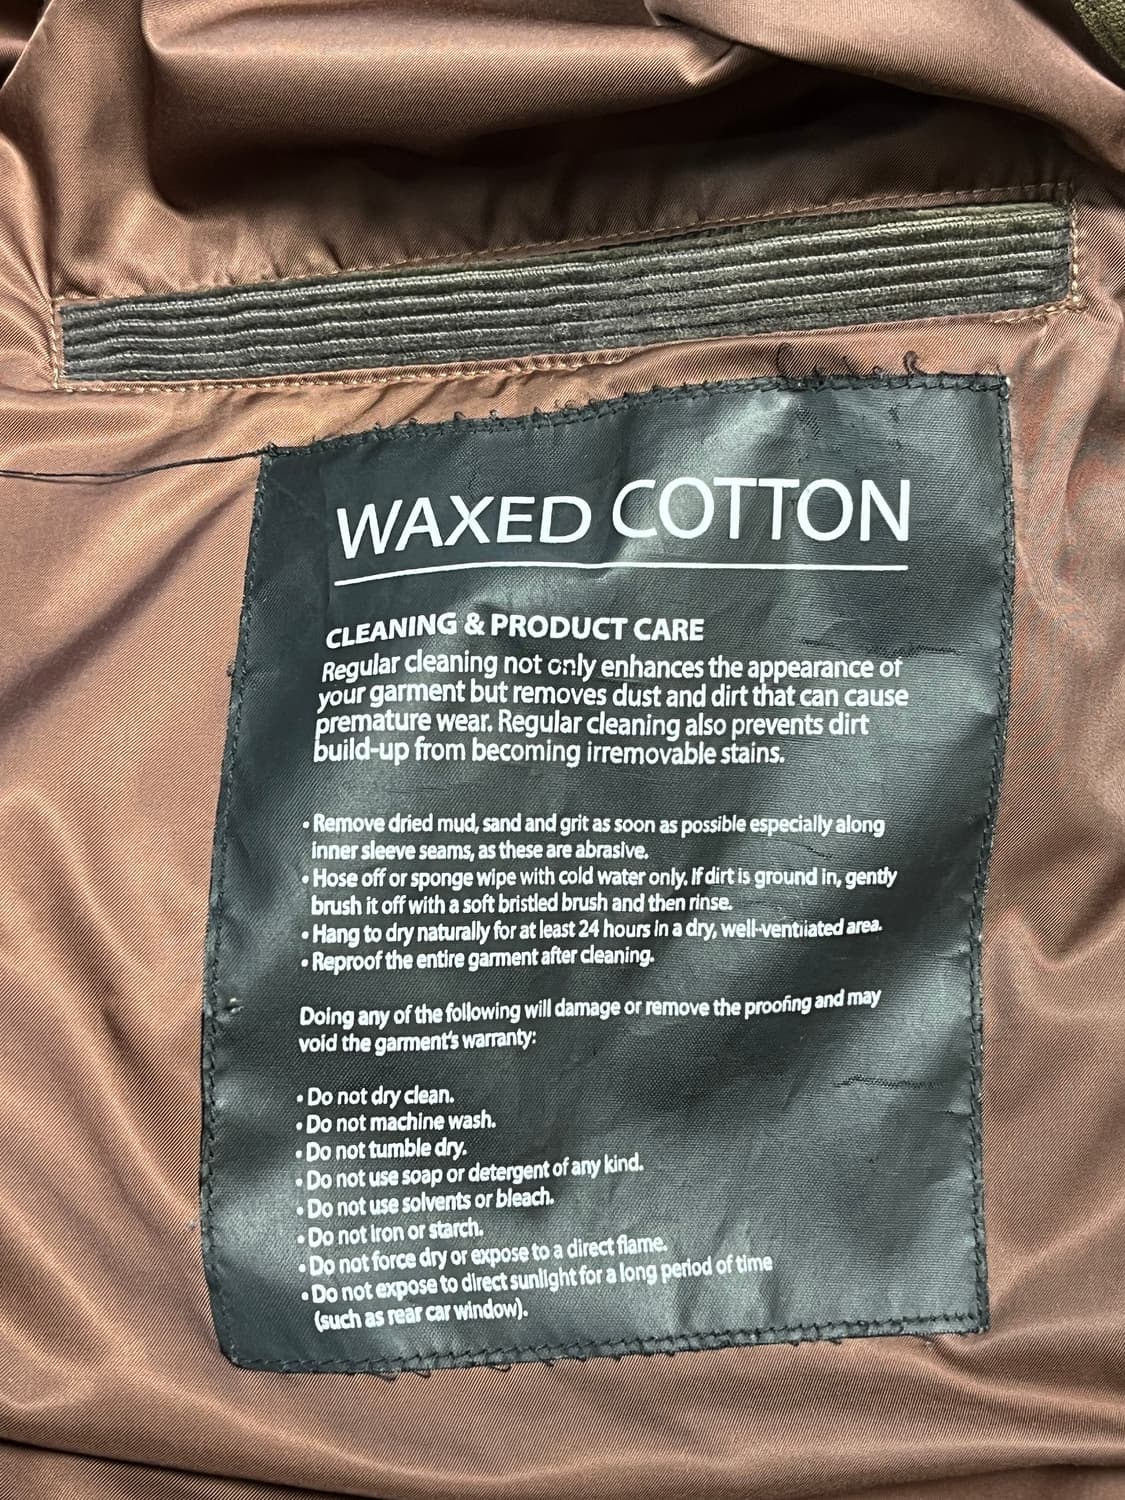 WAXED COTTON
CLEANING & PRODUCT CARE
Regular cleaning not only enhances the appearance of
your garment but removes dust and dirt that can cause
premature wear. Regular cleaning also prevents dirt
build-up from becoming irremovable stains.
• Remove dried mud, sand and grit as soon as possible especially along
inner sleeve seams, as these are abrasive.
• Hose off or sponge wipe with cold water only. If dirt is ground in, gently
brush it off with a soft bristled brush and then rinse.
• Hang to dry naturally for at least 24 hours in a dry, well-ventilated area.
• Reproof the entire garment after cleaning.
Doing any of the following will damage or remove the proofing and may
void the garment's warranty:
• Do not dry clean.
• Do not machine wash.
• Do not tumble dry.
• Do not use soap or detergent of any kind.
• Do not use solvents or bleach.
• Do not iron or starch.
• Do not force dry or expose to a direct flame.
• Do not expose to direct sunlight for a long period of time
(such as rear car window).